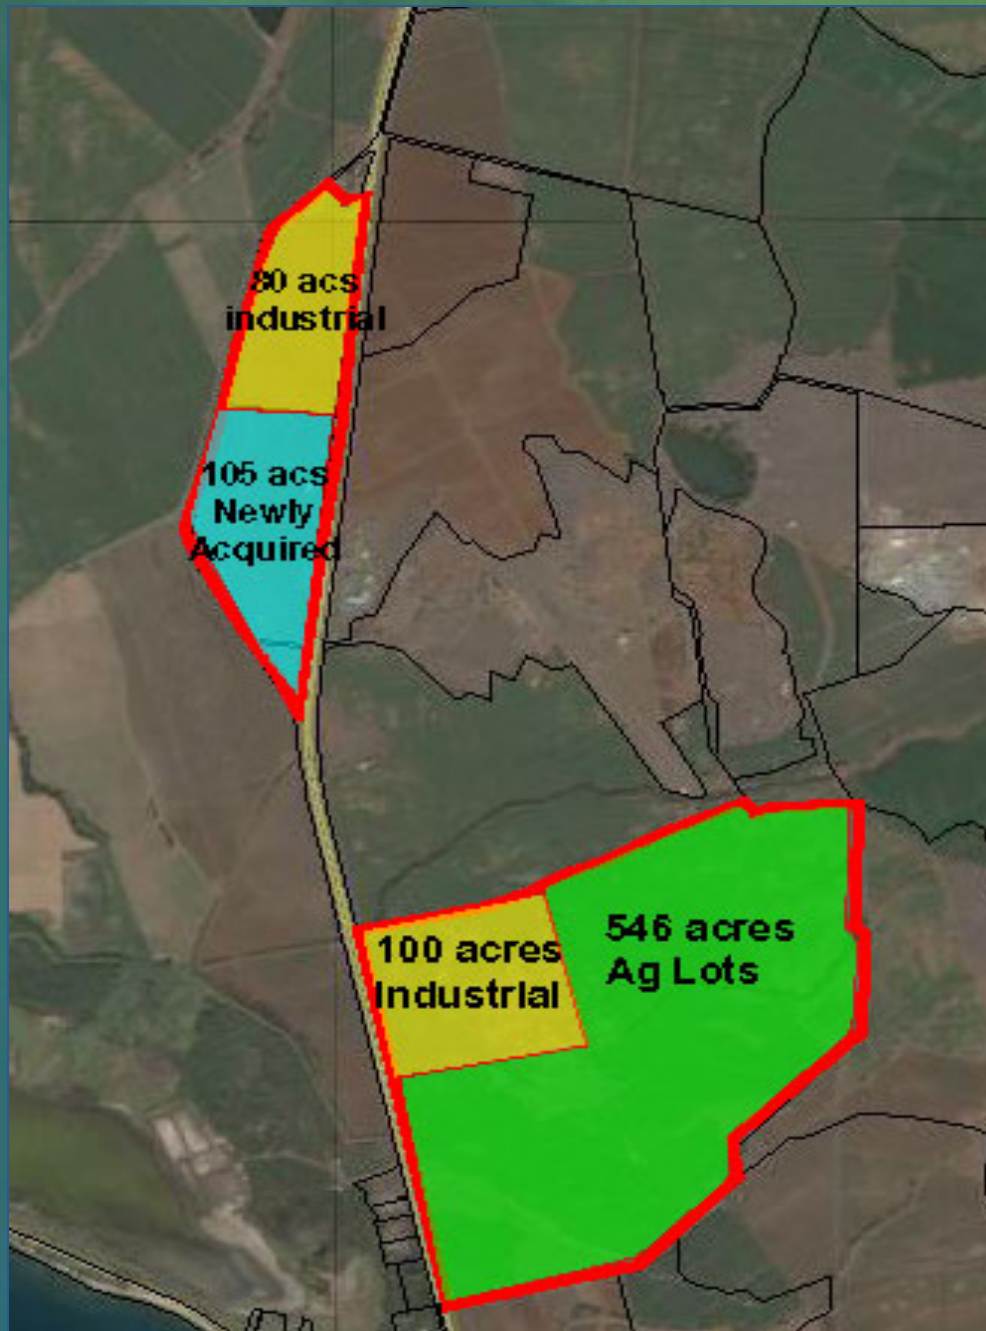 80 acs
industrial
105 acs
Newly
Acquired
546 acres
Ag Lots
100 acres
Industrial